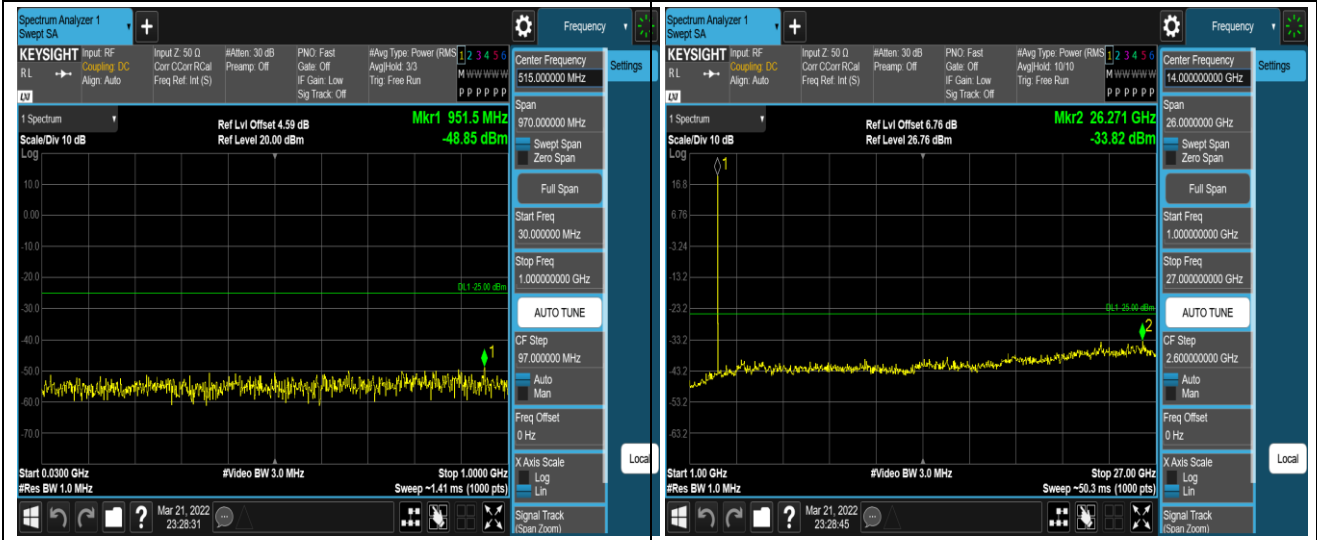 Spectrum Analyzer 1
Swept SA
Frequency
KEYSIGHT
RL
LXI
Input: RF
Coupling: DC
Align: Auto
Input Z: 50 Ω
Corr CCorr RCal
Freq Ref: Int (S)
#Atten: 30 dB
Preamp: Off
PNO: Fast
Gate: Off
IF Gain: Low
Sig Track: Off
#Avg Type: Power (RMS
Avg|Hold: 3/3
Trig: Free Run
1 2 3 4 5 6
M W W W W W
P P P P P P
Center Frequency
515.000000 MHz
Settings
1 Spectrum
Ref Lvl Offset 4.59 dB
Mkr1 951.5 MHz
Scale/Div 10 dB
Ref Level 20.00 dBm
-48.85 dBm
Log
10.0
0.00
-10.0
-20.0
-30.0
-40.0
-50.0
-60.0
-70.0
DL1 -25.00 dBm
1
Span
970.000000 MHz
Swept Span
Zero Span
Full Span
Start Freq
30.000000 MHz
Stop Freq
1.000000000 GHz
AUTO TUNE
CF Step
97.000000 MHz
Auto
Man
Freq Offset
0 Hz
X Axis Scale
Log
Lin
Signal Track
(Span Zoom)
Local
Start 0.0300 GHz
#Video BW 3.0 MHz
Stop 1.0000 GHz
#Res BW 1.0 MHz
Sweep ~1.41 ms (1000 pts)
?
Mar 21, 2022
23:28:31
Spectrum Analyzer 1
Swept SA
Frequency
KEYSIGHT
RL
LXI
Input: RF
Coupling: DC
Align: Auto
Input Z: 50 Ω
Corr CCorr RCal
Freq Ref: Int (S)
#Atten: 30 dB
Preamp: Off
PNO: Fast
Gate: Off
IF Gain: Low
Sig Track: Off
#Avg Type: Power (RMS
Avg|Hold: 10/10
Trig: Free Run
1 2 3 4 5 6
M W W W W W
P P P P P P
Center Frequency
14.000000000 GHz
Settings
1 Spectrum
Ref Lvl Offset 6.76 dB
Mkr2 26.271 GHz
Scale/Div 10 dB
Ref Level 26.76 dBm
-33.82 dBm
Log
1
16.8
6.76
-3.24
-13.2
-23.2
-33.2
-43.2
-53.2
-63.2
DL1 -25.00 dBm
2
Span
26.0000000 GHz
Swept Span
Zero Span
Full Span
Start Freq
1.000000000 GHz
Stop Freq
27.000000000 GHz
AUTO TUNE
CF Step
2.600000000 GHz
Auto
Man
Freq Offset
0 Hz
X Axis Scale
Log
Lin
Signal Track
(Span Zoom)
Local
Start 1.00 GHz
#Video BW 3.0 MHz
Stop 27.00 GHz
#Res BW 1.0 MHz
Sweep ~50.3 ms (1000 pts)
?
Mar 21, 2022
23:28:45